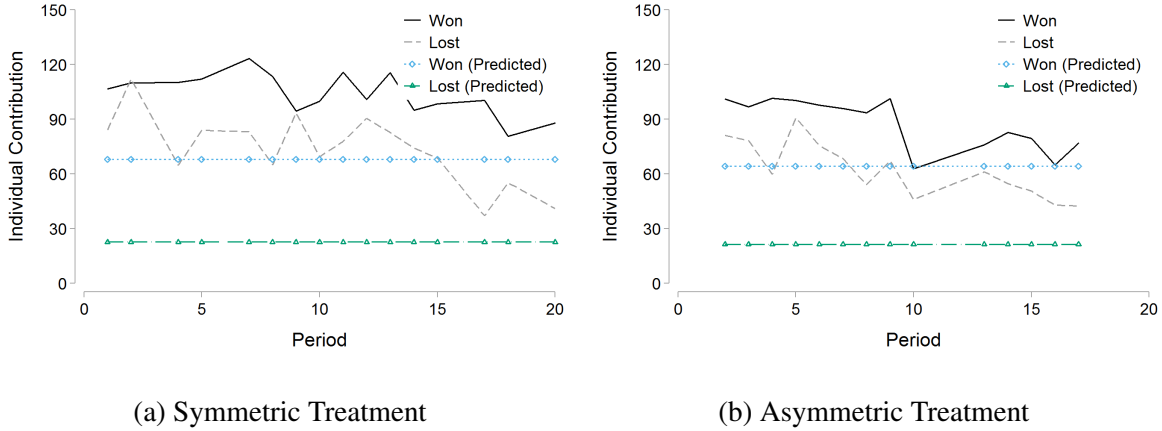 150
120
90
60
30
0
Individual Contribution
0
5
10
15
20
Period
Won
Lost
Won (Predicted)
Lost (Predicted)
(a) Symmetric Treatment
150
120
90
60
30
0
Individual Contribution
0
5
10
15
20
Period
Won
Lost
Won (Predicted)
Lost (Predicted)
(b) Asymmetric Treatment